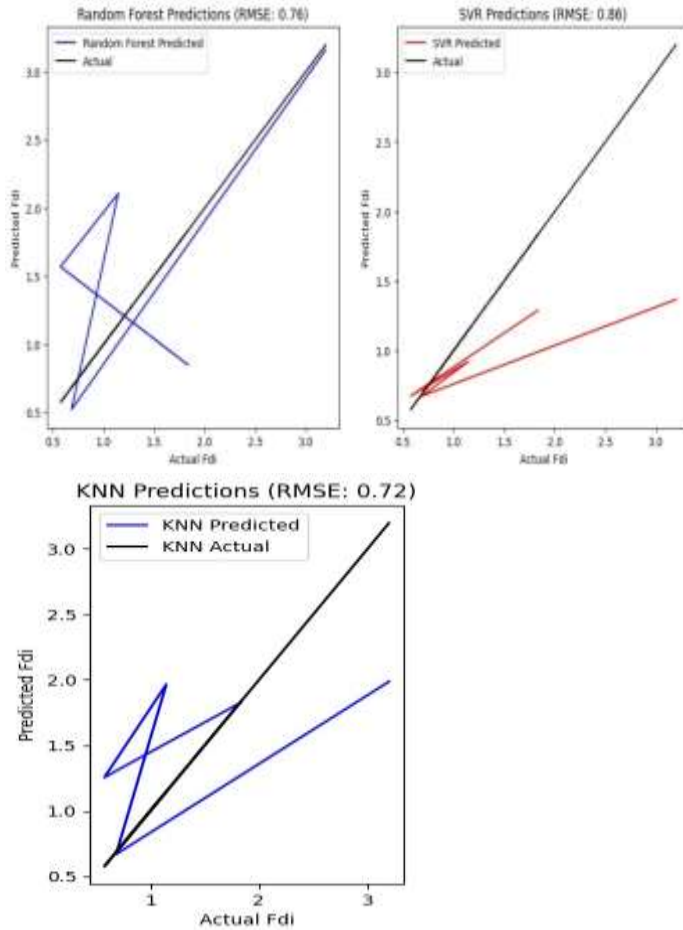 Random Forest Predictions (RMSE: 0.76)
Random Forest Predicted
Actual
3.0
2.5
2.0
1.5
1.0
0.5
Predicted Fdi
0.5 1.0 1.5 2.0 2.5 3.0
Actual Fdi
SVR Predictions (RMSE: 0.86)
SVR Predicted
Actual
3.0
2.5
2.0
1.5
1.0
0.5
Predicted Fdi
0.5 1.0 1.5 2.0 2.5 3.0
Actual Fdi
KNN Predictions (RMSE: 0.72)
KNN Predicted
KNN Actual
3.0
2.5
2.0
1.5
1.0
0.5
Predicted Fdi
1 2 3
Actual Fdi